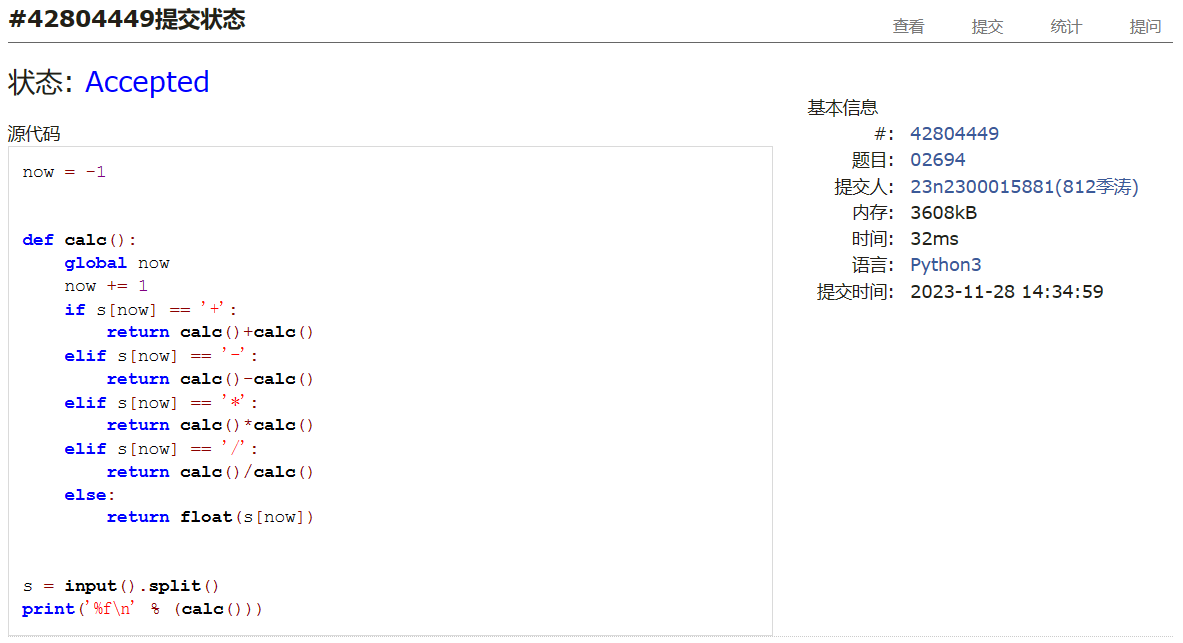 #42804449提交状态
查看 提交 统计 提问
状态: Accepted
源代码
now = -1
def calc():
    global now
    now += 1
    if s[now] == '+':
        return calc()+calc()
    elif s[now] == '-':
        return calc()-calc()
    elif s[now] == '*':
        return calc()*calc()
    elif s[now] == '/':
        return calc()/calc()
    else:
        return float(s[now])
s = input().split()
print('%f\n' % (calc()))
基本信息
#: 42804449
题目: 02694
提交人: 23n2300015881(812季涛)
内存: 3608kB
时间: 32ms
语言: Python3
提交时间: 2023-11-28 14:34:59